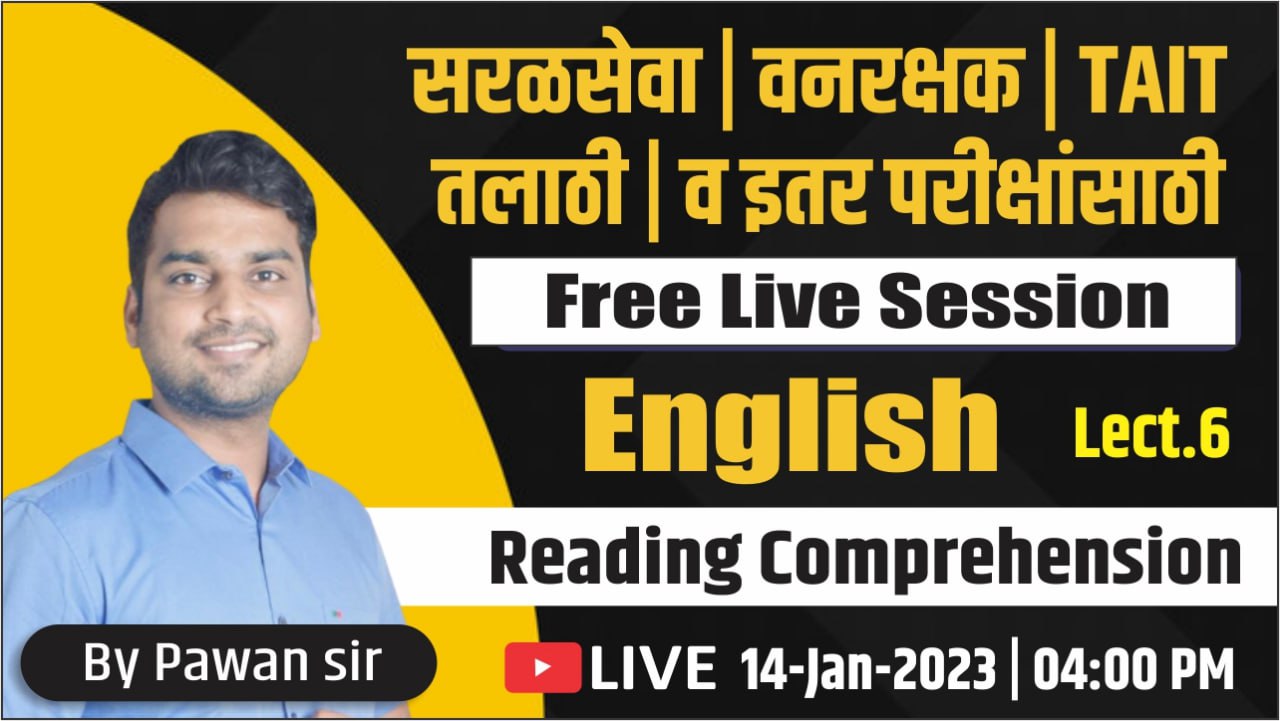 सरळसेवा | वनरक्षक | TAIT
तलाठी | व इतर परीक्षांसाठी
Free Live Session
English Lect.6
Reading Comprehension
By Pawan sir
LIVE 14-Jan-2023 | 04:00 PM